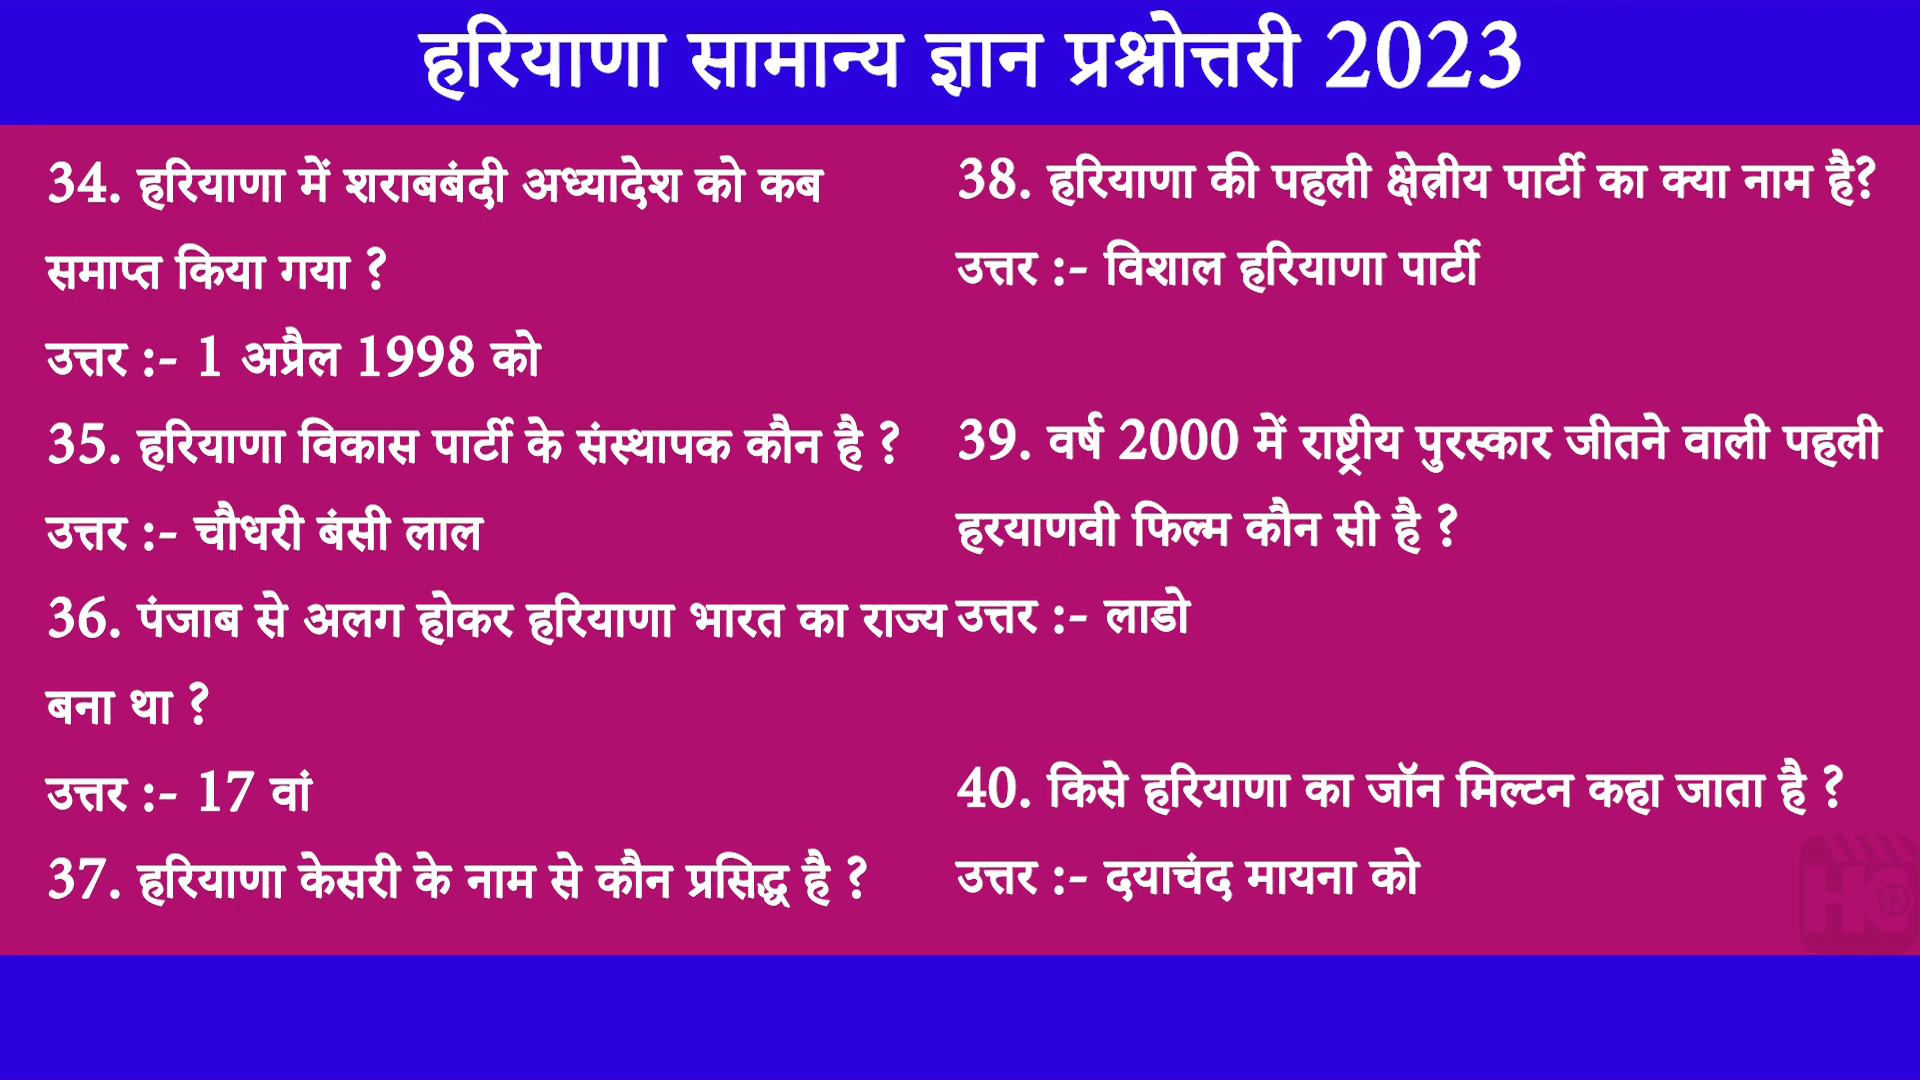 हरियाणा सामान्य ज्ञान प्रश्नोत्तरी 2023
34. हरियाणा में शराबबंदी अध्यादेश को कब
समाप्त किया गया ?
उत्तर :- 1 अप्रैल 1998 को
35. हरियाणा विकास पार्टी के संस्थापक कौन है ?
उत्तर :- चौधरी बंसी लाल
36. पंजाब से अलग होकर हरियाणा भारत का राज्य
बना था ?
उत्तर :- 17 वां
37. हरियाणा केसरी के नाम से कौन प्रसिद्ध है ?
38. हरियाणा की पहली क्षेत्रीय पार्टी का क्या नाम है?
उत्तर :- विशाल हरियाणा पार्टी
39. वर्ष 2000 में राष्ट्रीय पुरस्कार जीतने वाली पहली
हरयाणवी फिल्म कौन सी है ?
उत्तर :- लाडो
40. किसे हरियाणा का जॉन मिल्टन कहा जाता है ?
उत्तर :- दयाचंद मायना को
HC